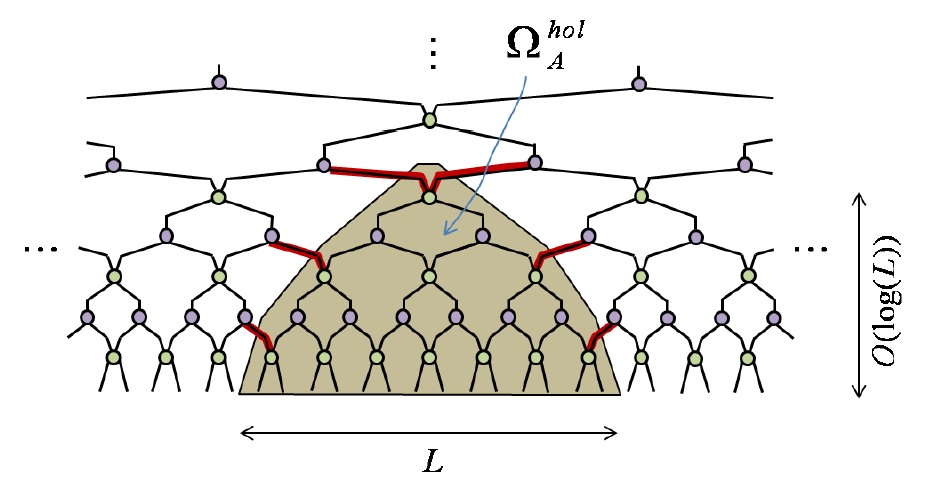 ⋮
Ω_A^{hol}
...
...
O(log(L))
L